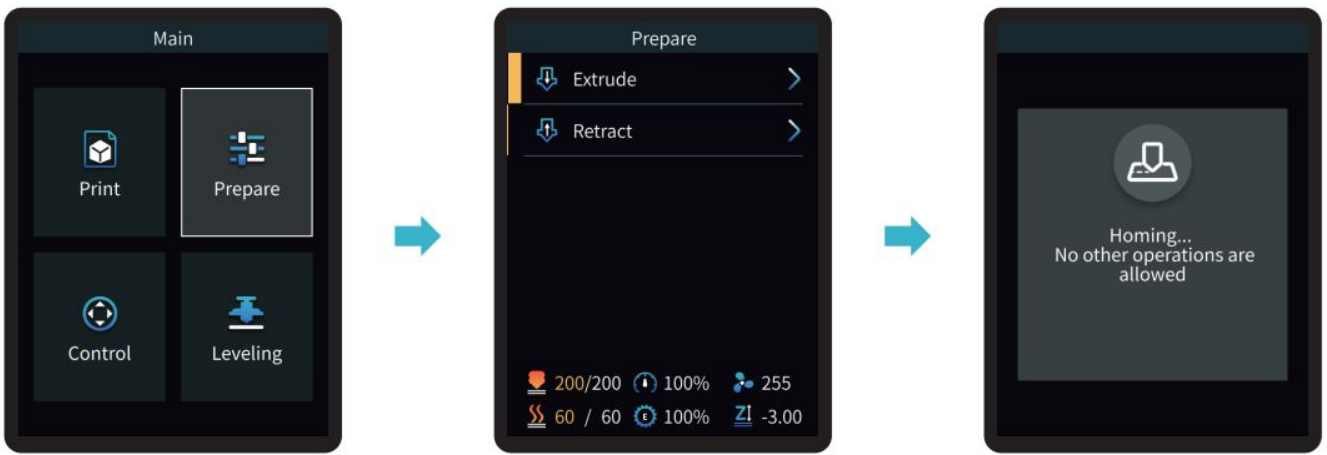 Main
Print
Prepare
Control
Leveling
Prepare
Extrude
Retract
200/200 100% 255
60 / 60 E 100% Z -3.00
Homing...
No other operations are
allowed